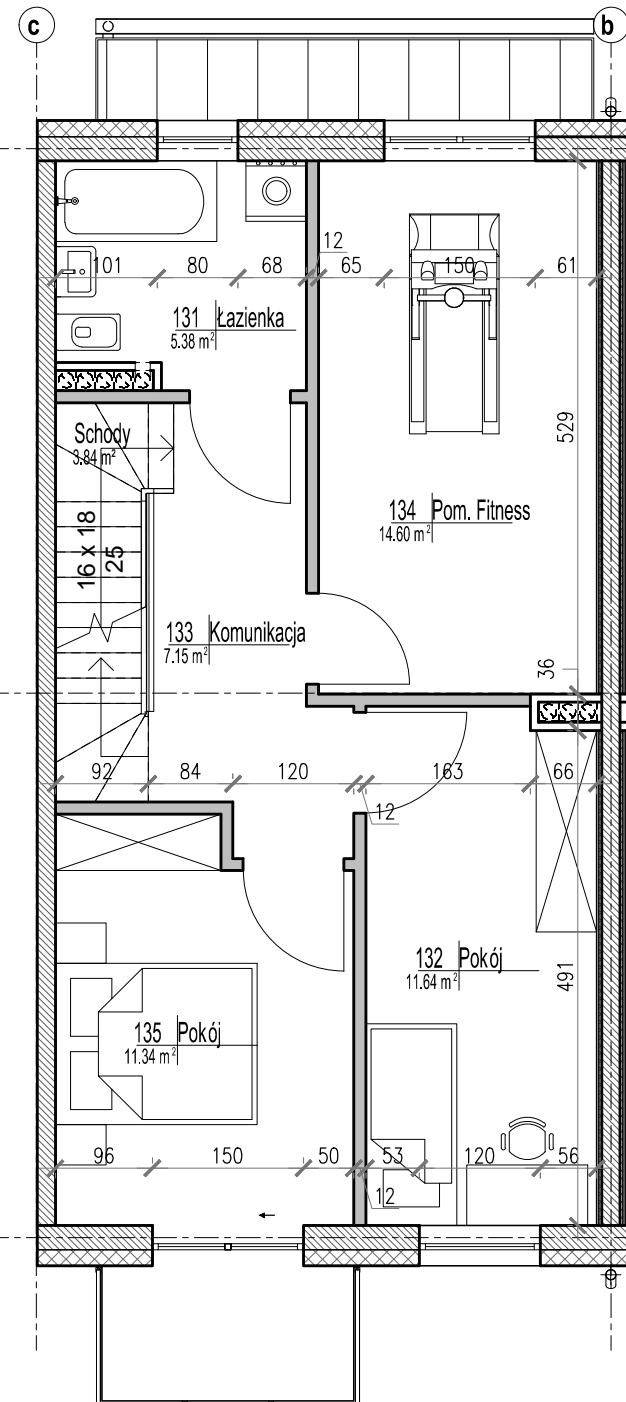 c
b
12
101 80 68 65 150 61
131 Łazienka
5.38 m²
529
Schody
3.84 m²
134 Pom. Fitness
14.60 m²
16 x 18
25
133 Komunikacja
7.15 m²
36
92 84 120 163 66
12
132 Pokój
11.64 m²
491
135 Pokój
11.34 m²
96 150 50 53 120 56
12